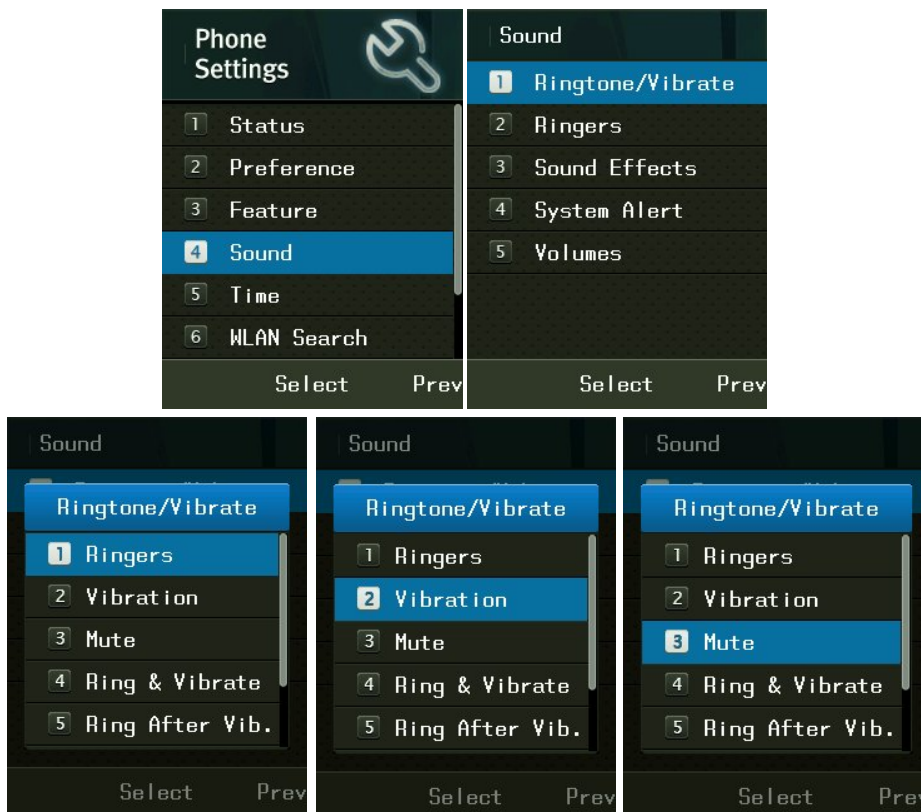 Phone
Settings
1 Status
2 Preference
3 Feature
4 Sound
5 Time
6 WLAN Search
Select Prev
Sound
1 Ringtone/Vibrate
2 Ringers
3 Sound Effects
4 System Alert
5 Volumes
Select Prev
Sound
Ringtone/Vibrate
1 Ringers
2 Vibration
3 Mute
4 Ring & Vibrate
5 Ring After Vib.
Select Prev
Sound
Ringtone/Vibrate
1 Ringers
2 Vibration
3 Mute
4 Ring & Vibrate
5 Ring After Vib.
Select Prev
Sound
Ringtone/Vibrate
1 Ringers
2 Vibration
3 Mute
4 Ring & Vibrate
5 Ring After Vib.
Select Prev